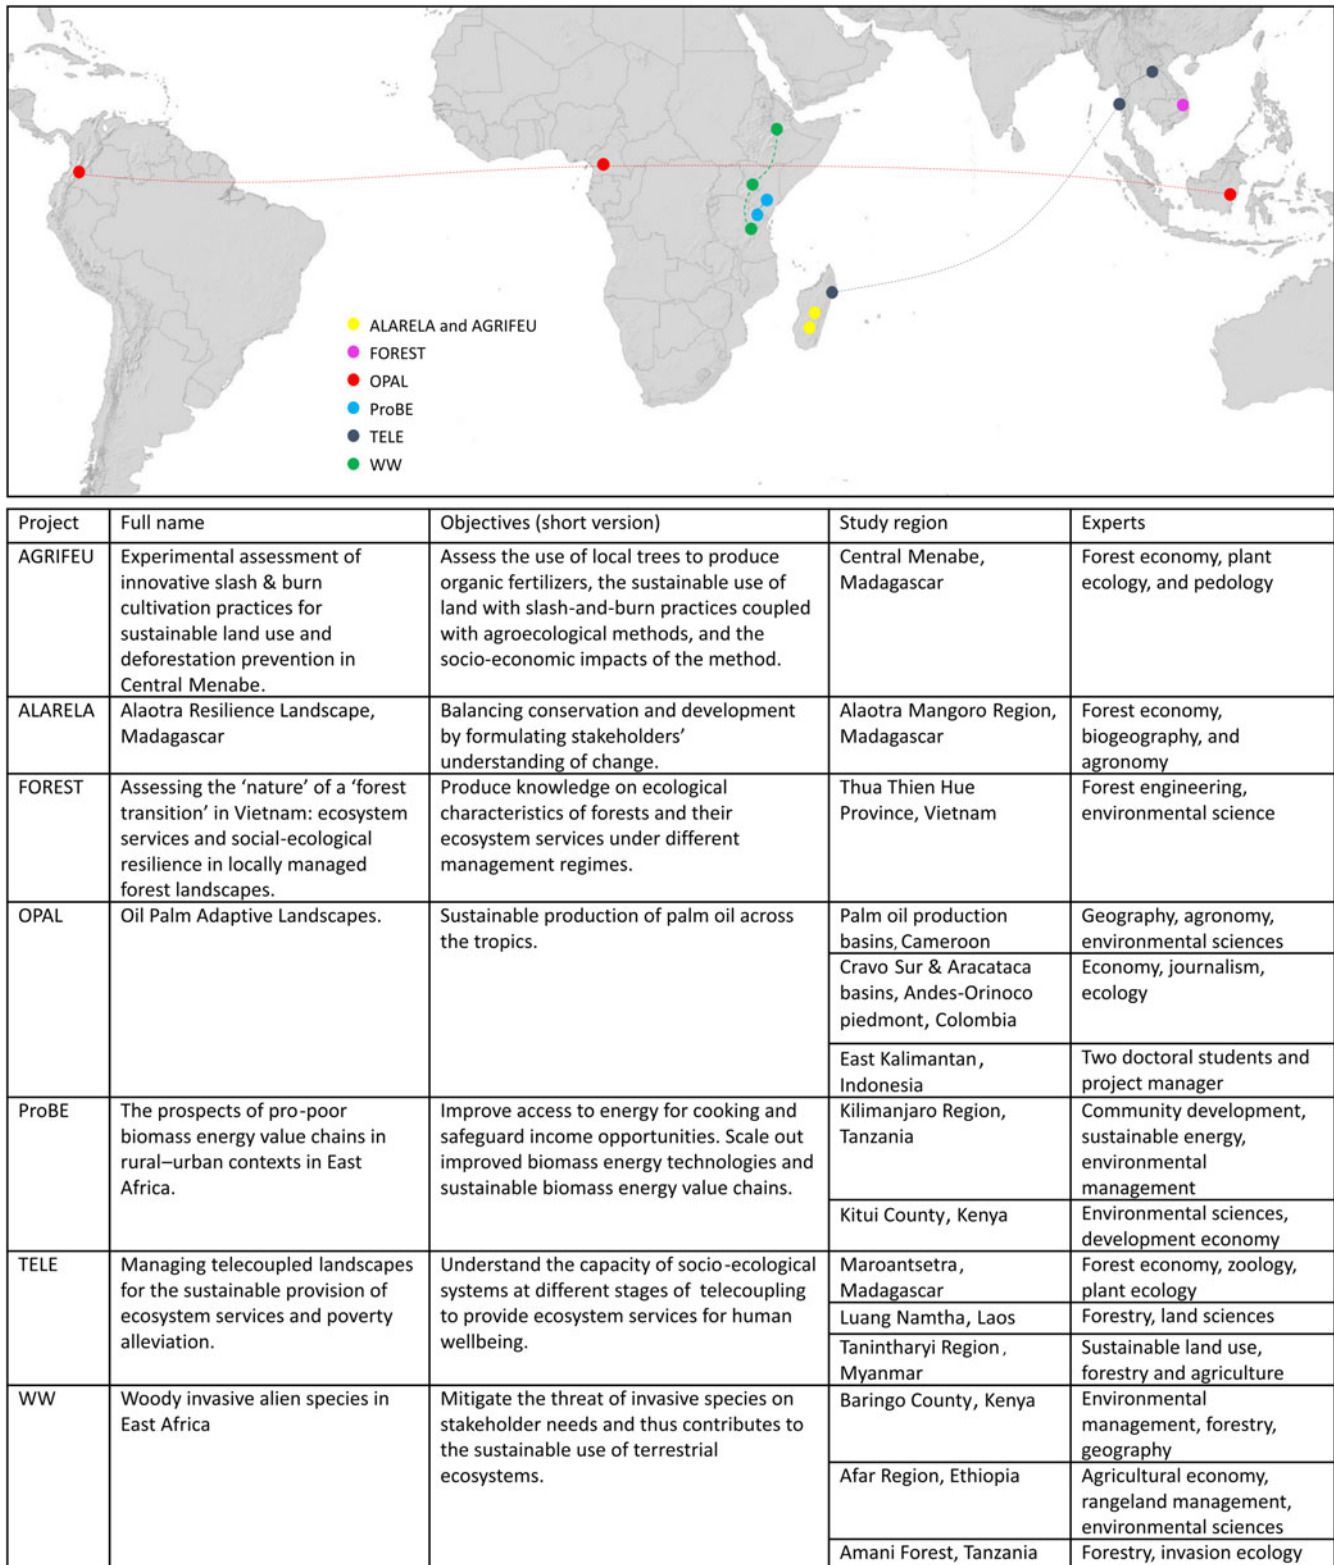 ALARELA and AGRIFEU
FOREST
OPAL
ProBE
TELE
WW
Project
Full name
Objectives (short version)
Study region
Experts
AGRIFEU
Experimental assessment of
innovative slash & burn
cultivation practices for
sustainable land use and
deforestation prevention in
Central Menabe.
Assess the use of local trees to produce
organic fertilizers, the sustainable use of
land with slash-and-burn practices coupled
with agroecological methods, and the
socio-economic impacts of the method.
Central Menabe,
Madagascar
Forest economy, plant
ecology, and pedology
ALARELA
Alaotra Resilience Landscape,
Madagascar
Balancing conservation and development
by formulating stakeholders’
understanding of change.
Alaotra Mangoro Region,
Madagascar
Forest economy,
biogeography, and
agronomy
FOREST
Assessing the ‘nature’ of a ‘forest
transition’ in Vietnam: ecosystem
services and social-ecological
resilience in locally managed
forest landscapes.
Produce knowledge on ecological
characteristics of forests and their
ecosystem services under different
management regimes.
Thua Thien Hue
Province, Vietnam
Forest engineering,
environmental science
OPAL
Oil Palm Adaptive Landscapes.
Sustainable production of palm oil across
the tropics.
Palm oil production
basins, Cameroon
Geography, agronomy,
environmental sciences
Cravo Sur & Aracataca
basins, Andes-Orinoco
piedmont, Colombia
Economy, journalism,
ecology
East Kalimantan,
Indonesia
Two doctoral students and
project manager
ProBE
The prospects of pro-poor
biomass energy value chains in
rural–urban contexts in East
Africa.
Improve access to energy for cooking and
safeguard income opportunities. Scale out
improved biomass energy technologies and
sustainable biomass energy value chains.
Kilimanjaro Region,
Tanzania
Community development,
sustainable energy,
environmental
management
Kitui County, Kenya
Environmental sciences,
development economy
TELE
Managing telecoupled landscapes
for the sustainable provision of
ecosystem services and poverty
alleviation.
Understand the capacity of socio-ecological
systems at different stages of telecoupling
to provide ecosystem services for human
wellbeing.
Maroantsetra,
Madagascar
Forest economy, zoology,
plant ecology
Luang Namtha, Laos
Forestry, land sciences
Tanintharyi Region,
Myanmar
Sustainable land use,
forestry and agriculture
WW
Woody invasive alien species in
East Africa
Mitigate the threat of invasive species on
stakeholder needs and thus contributes to
the sustainable use of terrestrial
ecosystems.
Baringo County, Kenya
Environmental
management, forestry,
geography
Afar Region, Ethiopia
Agricultural economy,
rangeland management,
environmental sciences
Amani Forest, Tanzania
Forestry, invasion ecology